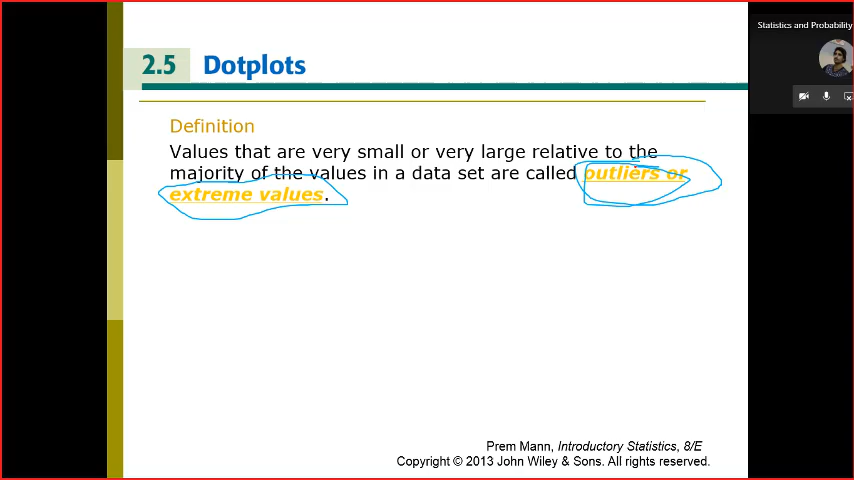 Statistics and Probability
2.5 Dotplots
Definition
Values that are very small or very large relative to the
majority of the values in a data set are called outliers or
extreme values.
Prem Mann, Introductory Statistics, 8/E
Copyright © 2013 John Wiley & Sons. All rights reserved.